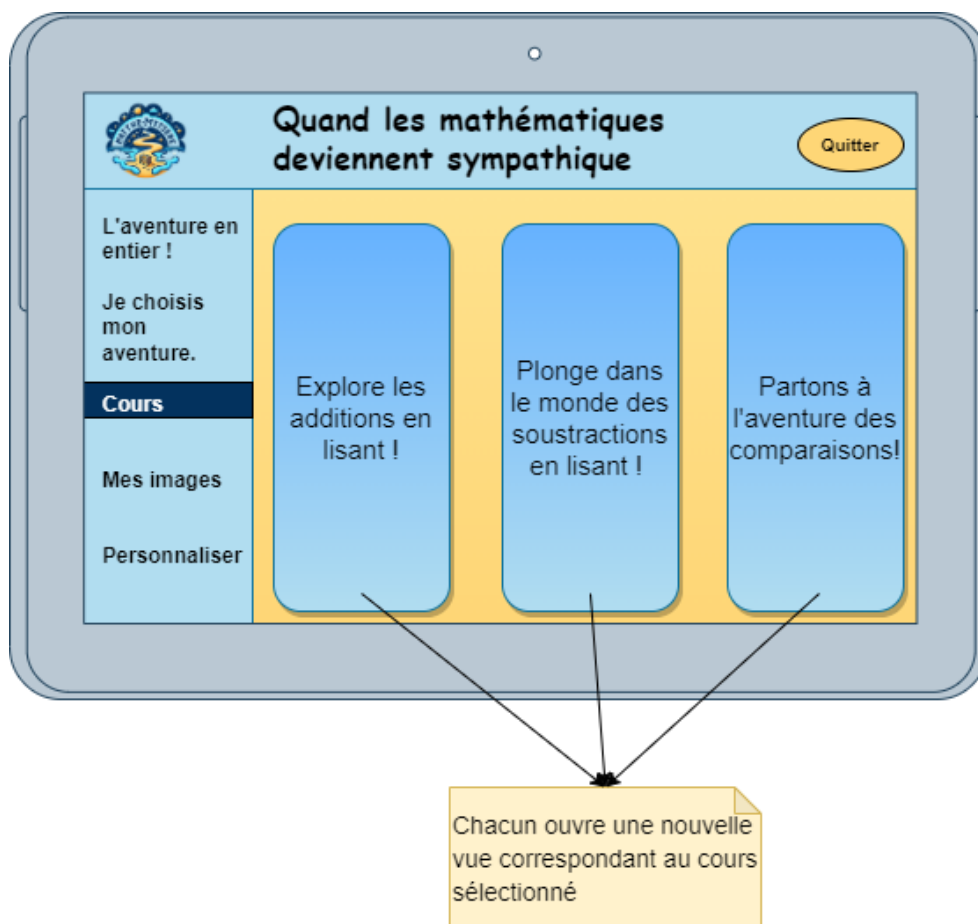 Quand les mathématiques
deviennent sympathique
Quitter
L'aventure en
entier !
Je choisis
mon
aventure.
Cours
Mes images
Personnaliser
Explore les
additions en
lisant !
Plonge dans
le monde des
soustractions
en lisant !
Partons à
l'aventure des
comparaisons!
Chacun ouvre une nouvelle
vue correspondant au cours
sélectionné